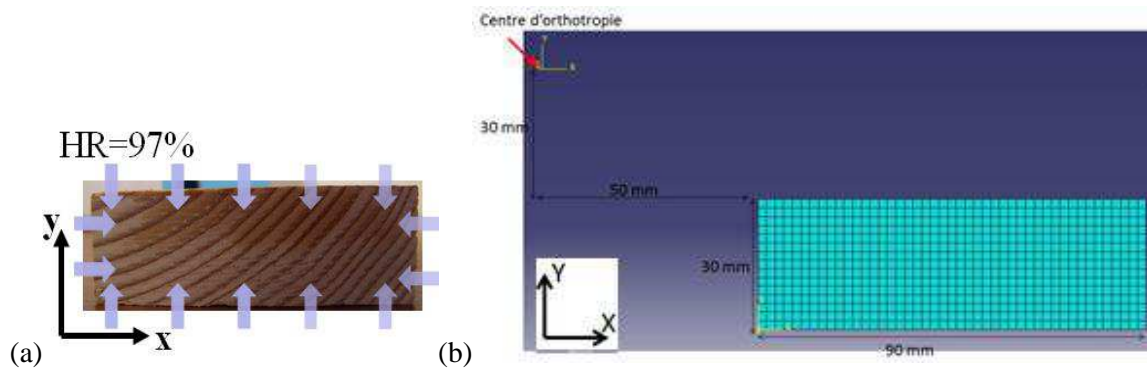 HR=97%
y
x
(a)
Centre d'orthotropie
30 mm
50 mm
30 mm
Y
X
90 mm
(b)